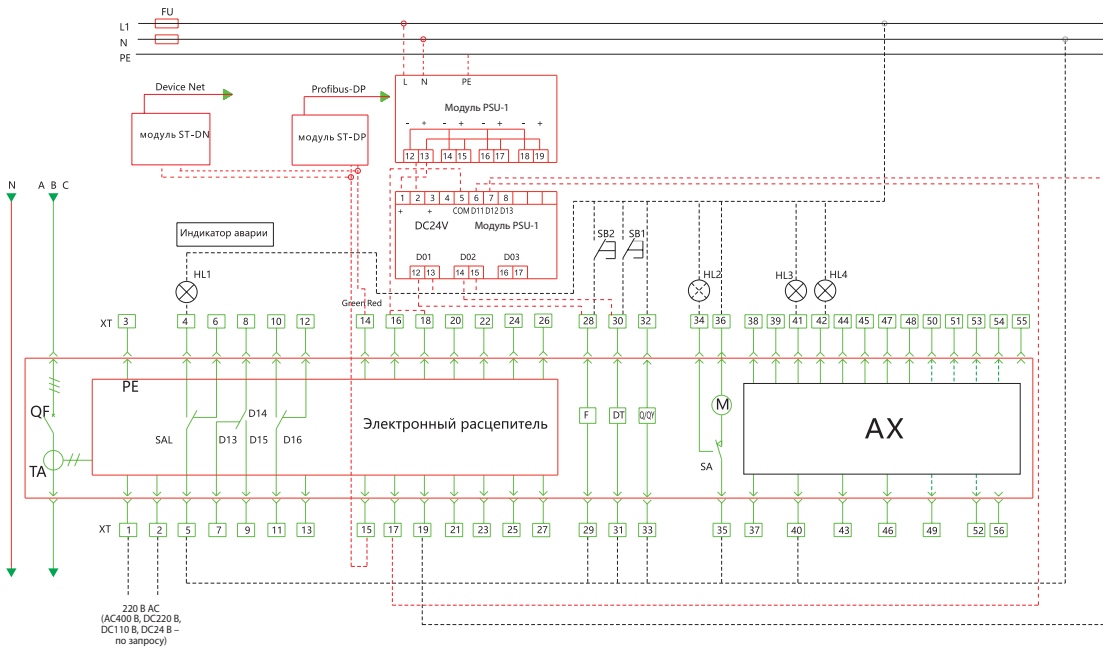 FU
L1
N
PE
L N PE
Device Net
Profibus-DP
Модуль PSU-1
- + - + - + - +
модуль ST-DN
модуль ST-DP
12 13 14 15 16 17 18 19
N A B C
1 2 3 4 5 6 7 8
+ + COM D11 D12 D13
DC24V Модуль PSU-1
Индикатор аварии
SB2 SB1
D01 D02 D03
12 13 14 15 16 17
HL1 HL2 HL3 HL4
Green Red
XT 3 4 6 8 10 12 14 16 18 20 22 24 26 28 30 32 34 36 38 39 41 42 44 45 47 48 50 51 53 54 55
PE
QF
D14
F DT Q/QY M
Электронный расцепитель
AX
SAL D13 D15 D16
TA
SA
XT 1 2 5 7 9 11 13 15 17 19 21 23 25 27 29 31 33 35 37 40 43 46 49 52 56
220 В AC
(AC400 В, DC220 В,
DC110 В, DC24 В –
по запросу)